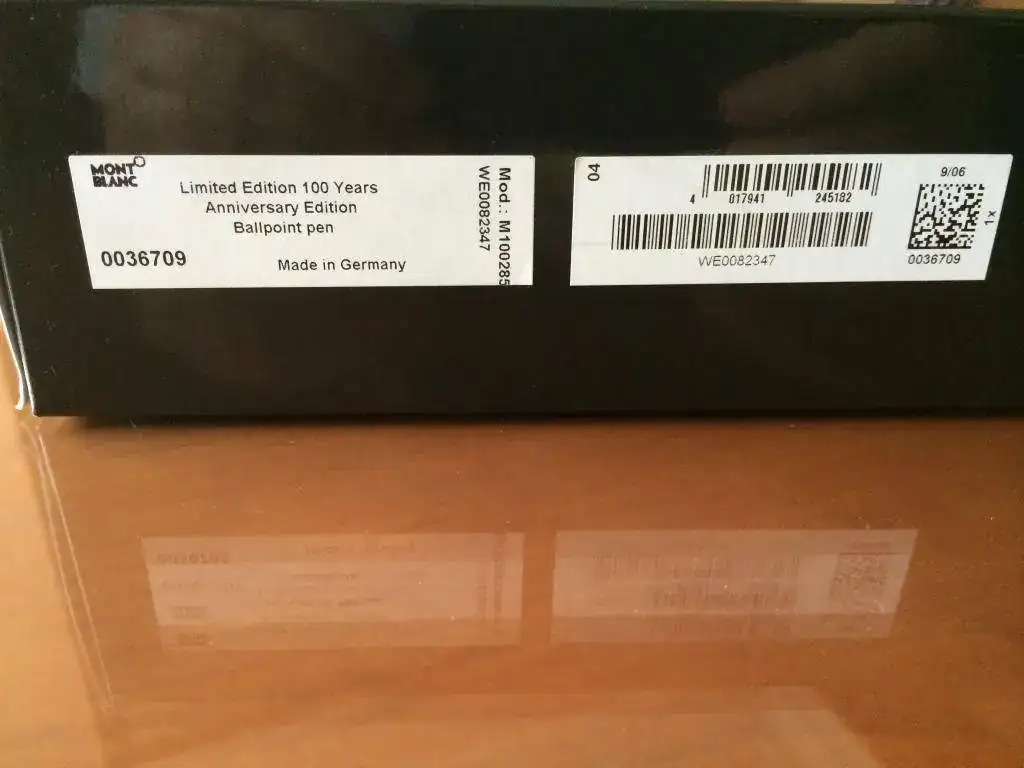 MONT
BLANC
Limited Edition 100 Years
Anniversary Edition
Ballpoint pen
0036709
Made in Germany
Mod.: M100285
WE0082347
04
4 017941 245182
WE0082347
9/06
1x
0036709